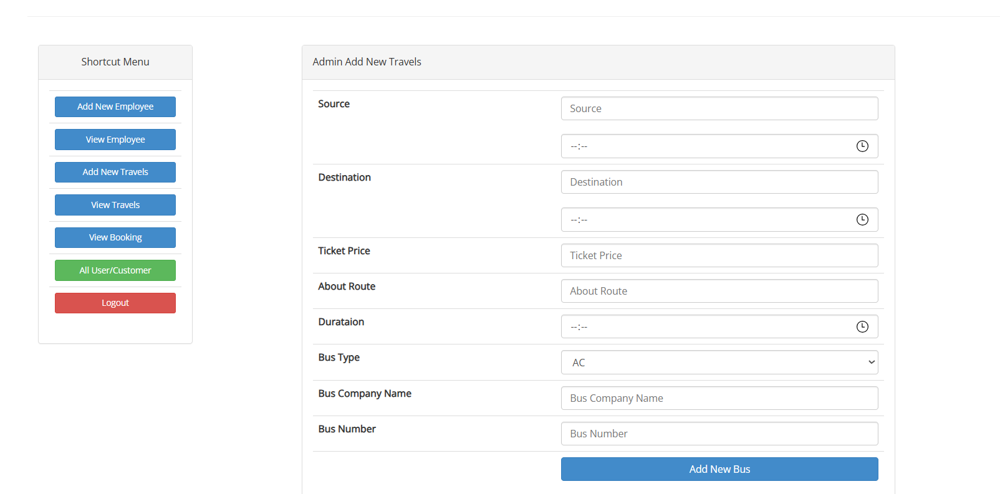 Shortcut Menu
Add New Employee
View Employee
Add New Travels
View Travels
View Booking
All User/Customer
Logout
Admin Add New Travels
Source
Source
--:--
Destination
Destination
--:--
Ticket Price
Ticket Price
About Route
About Route
Durataion
--:--
Bus Type
AC
Bus Company Name
Bus Company Name
Bus Number
Bus Number
Add New Bus